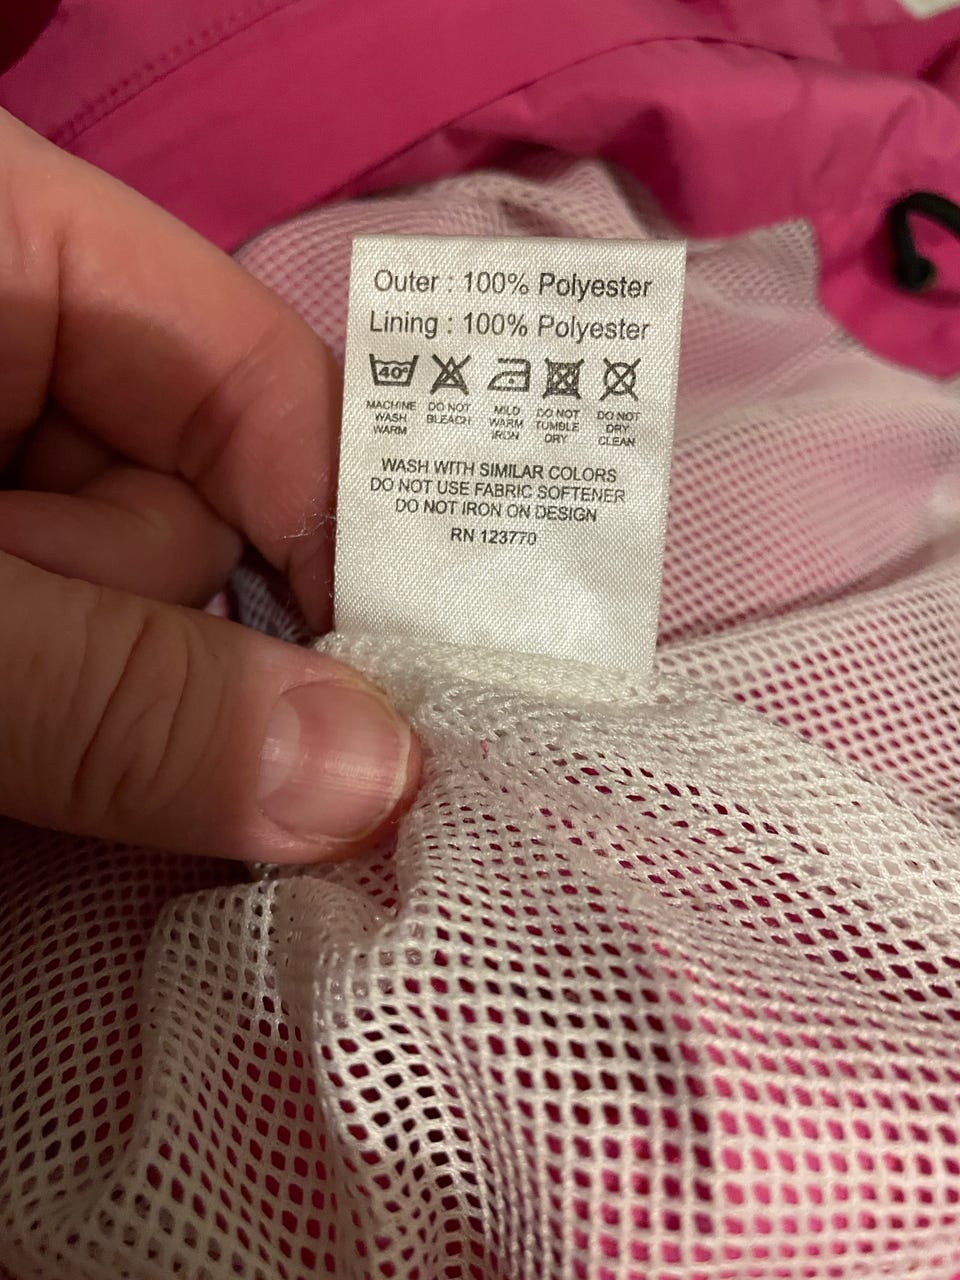 Outer : 100% Polyester
Lining : 100% Polyester
40°
MACHINE WASH WARM
DO NOT BLEACH
MILD WARM IRON
DO NOT TUMBLE DRY
DO NOT DRY CLEAN
WASH WITH SIMILAR COLORS
DO NOT USE FABRIC SOFTENER
DO NOT IRON ON DESIGN
RN 123770